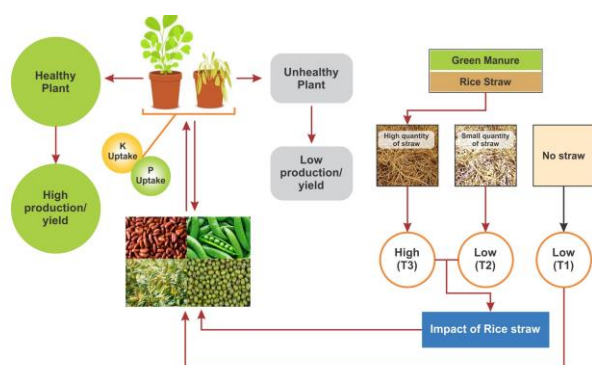 Healthy
Plant
High
production/
yield
K
Uptake
P
Uptake
Unhealthy
Plant
Low
production/
yield
Green Manure
Rice Straw
High quantity
of straw
Small quantity
of straw
No straw
High
(T3)
Low
(T2)
Low
(T1)
Impact of Rice straw